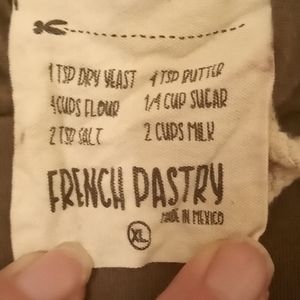 1 TSP DRY YEAST 4 TSP BUTTER
4 CUPS FLOUR 1/4 CUP SUGAR
2 TSP SALT 2 CUPS MILK
FRENCH PASTRY
MADE IN MEXICO
XL